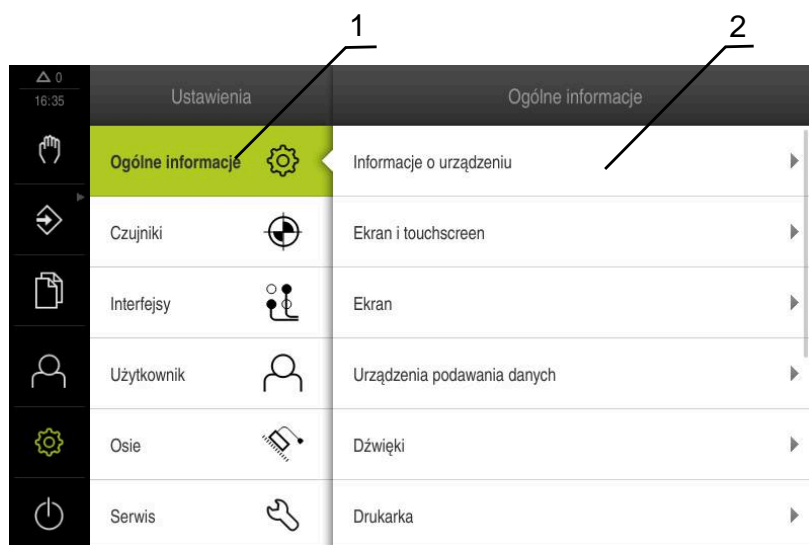 1
2
0
16:35
Ustawienia
Ogólne informacje
Ogólne informacje
Czujniki
Interfejsy
Użytkownik
Osie
Serwis
Informacje o urządzeniu
Ekran i touchscreen
Ekran
Urządzenia podawania danych
Dźwięki
Drukarka